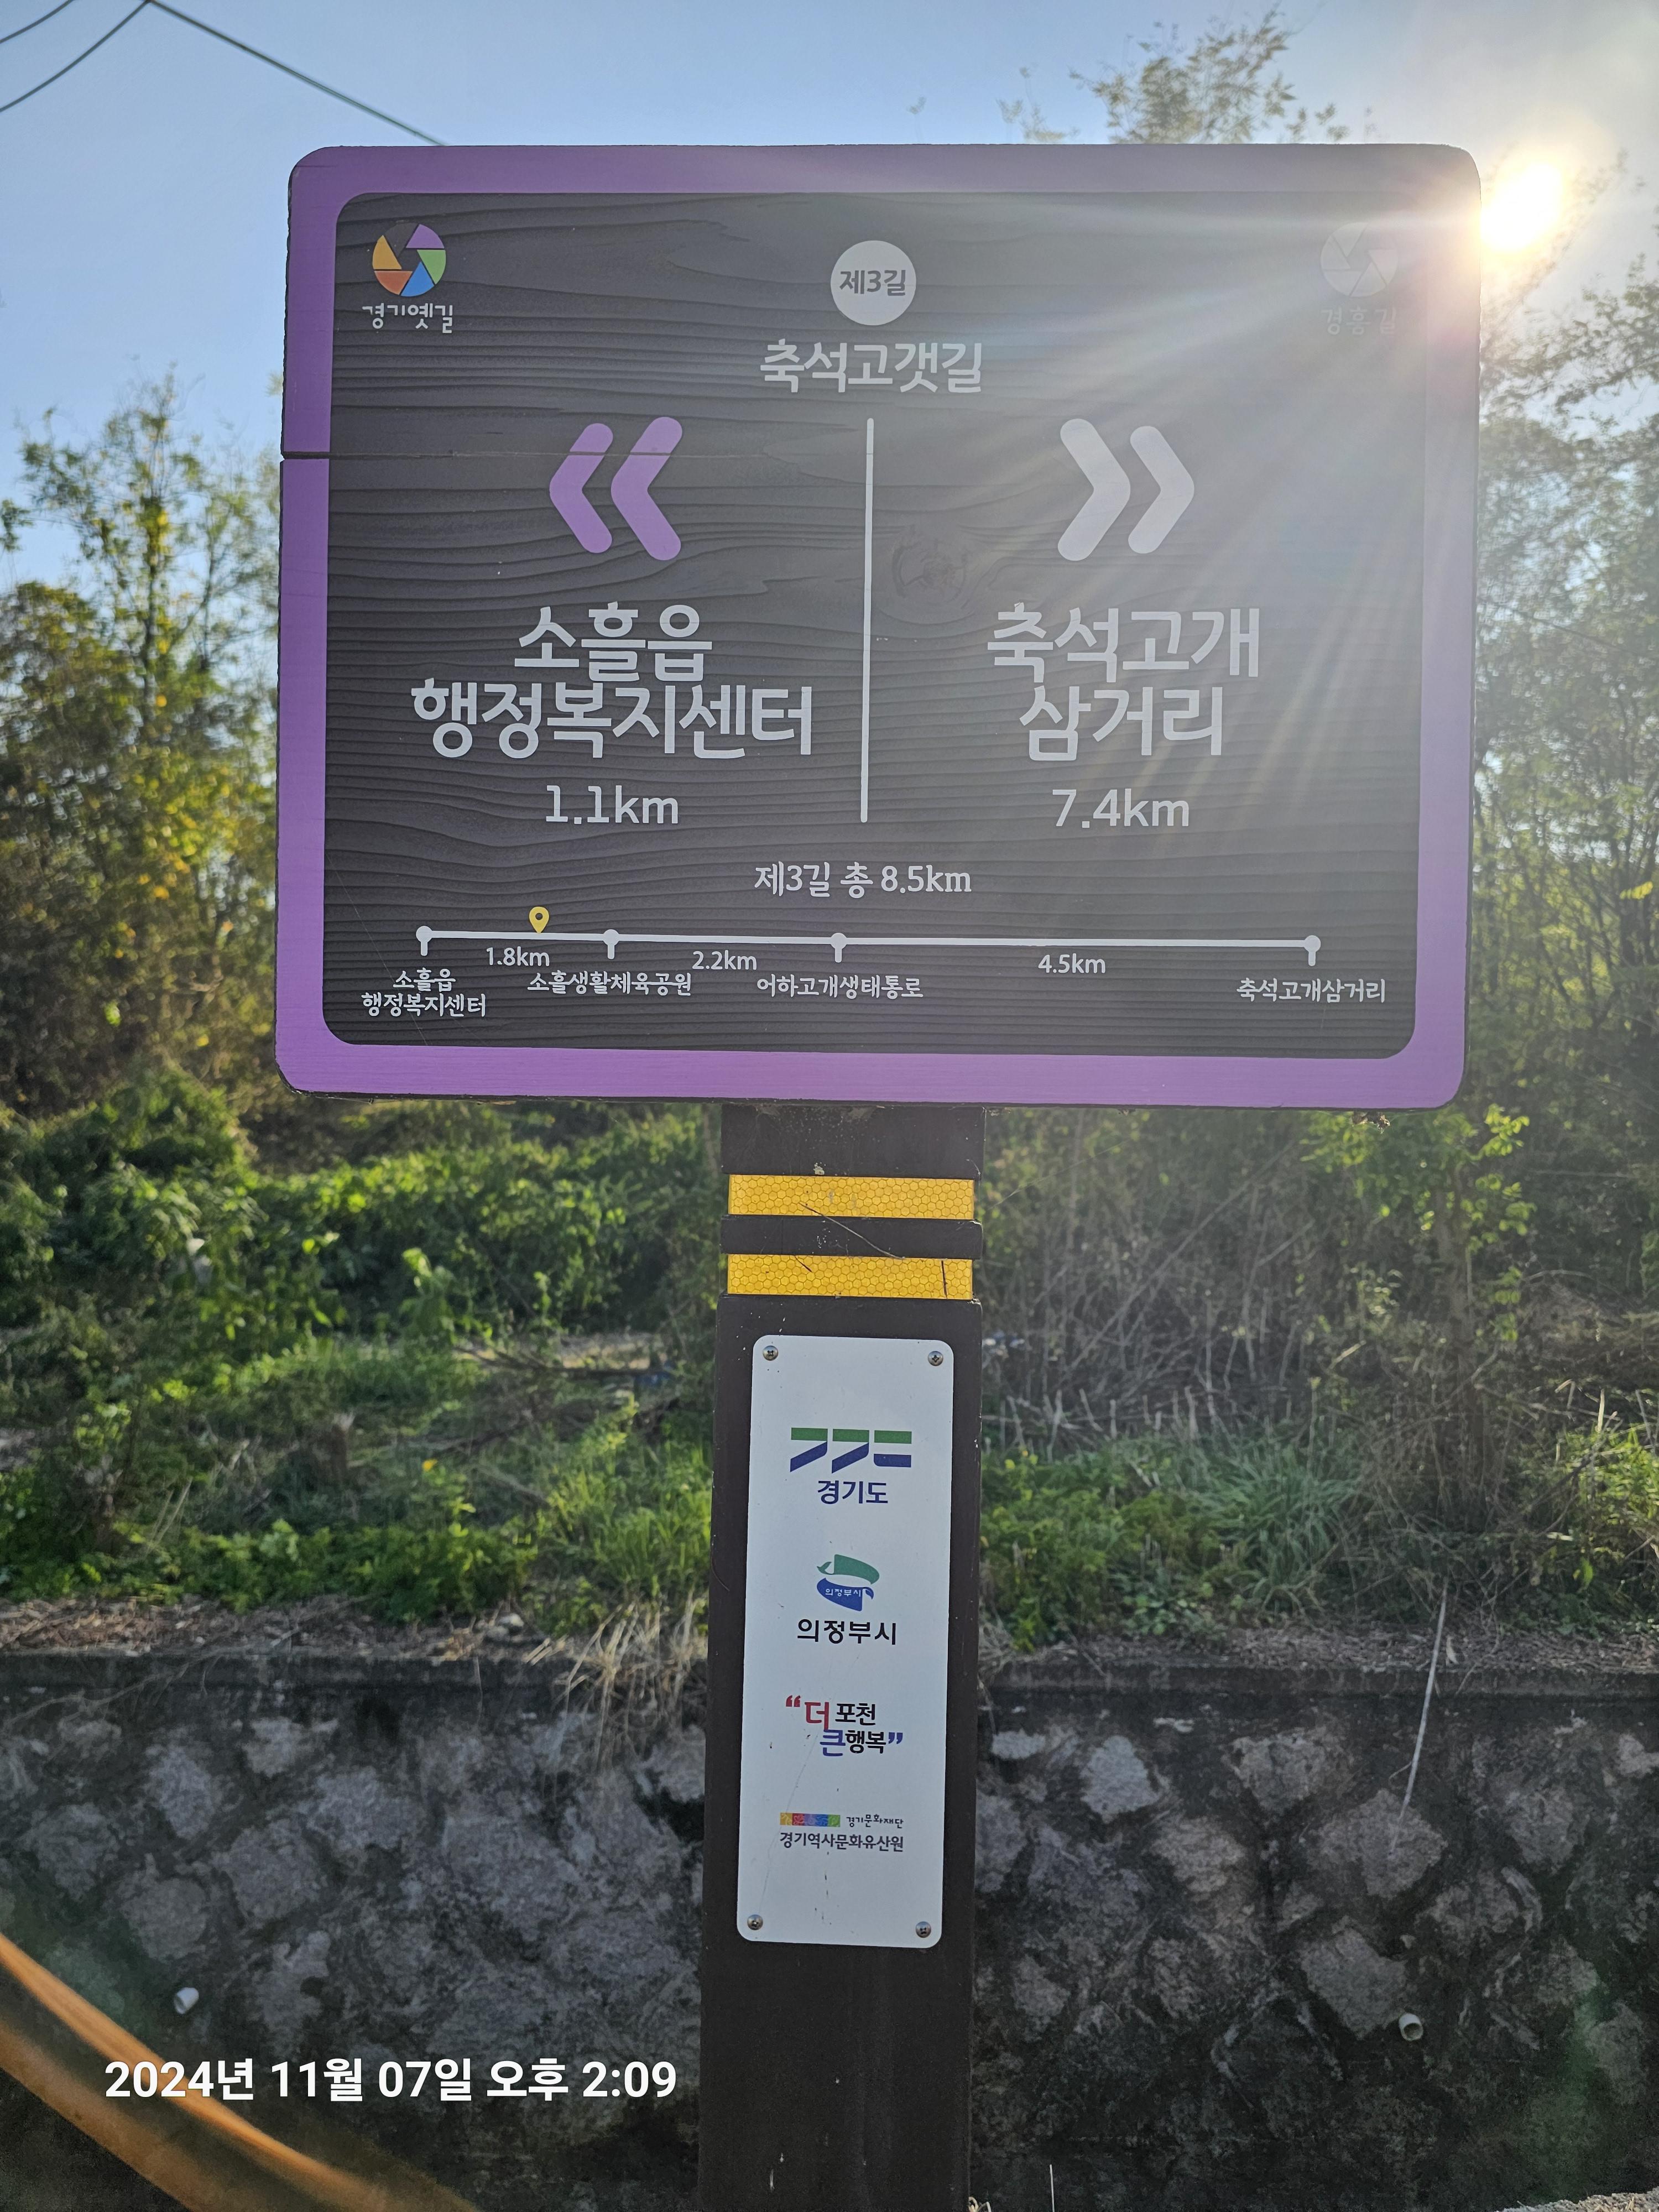 경기옛길
제3길
경흥길
축석고갯길
소흘읍
행정복지센터
1.1km
축석고개
삼거리
7.4km
제3길 총 8.5km
1.8km
2.2km
4.5km
소흘읍
행정복지센터
소흘생활체육공원
어하고개생태통로
축석고개삼거리
경기도
의정부시
의정부시
“더 포천
큰행복”
경기문화재단
경기역사문화유산원
2024년 11월 07일 오후 2:09